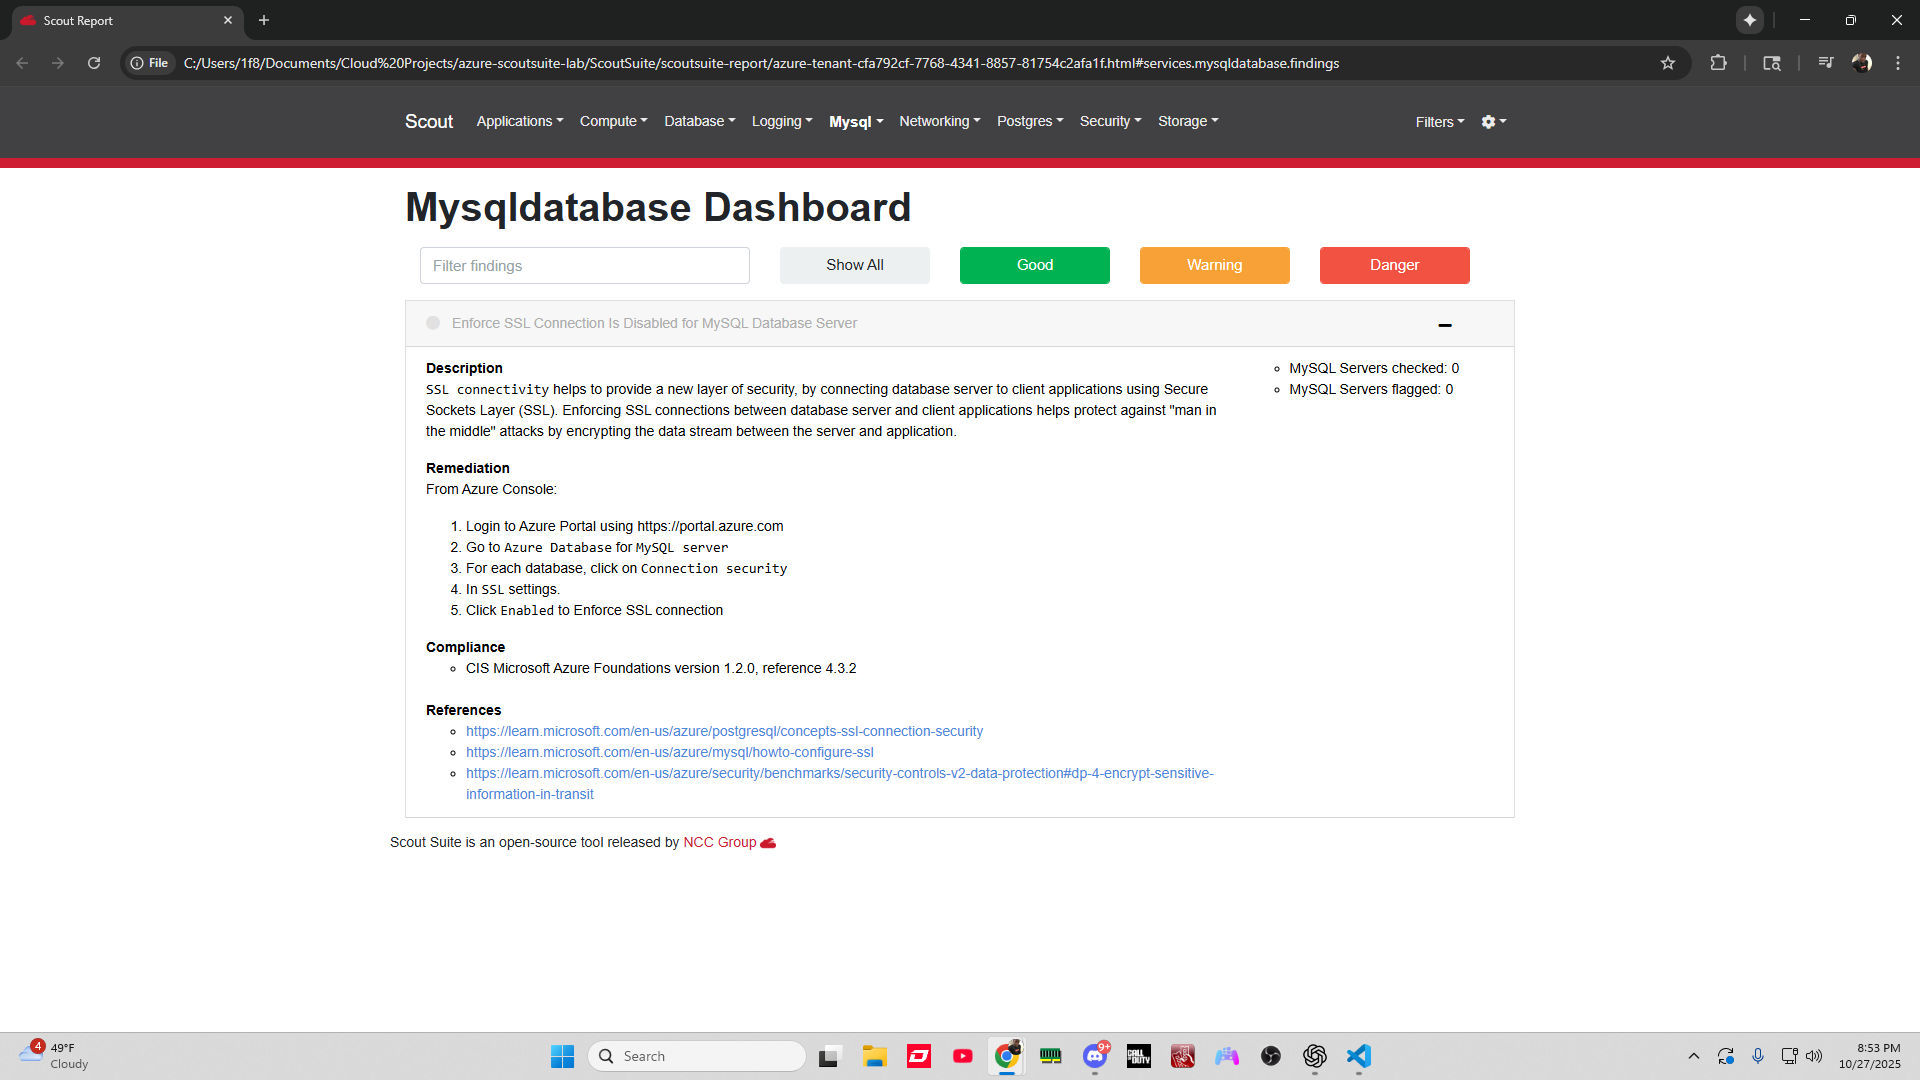 Scout Report
File
C:/Users/1f8/Documents/Cloud%20Projects/azure-scoutsuite-lab/ScoutSuite/scoutsuite-report/azure-tenant-cfa792cf-7768-4341-8857-81754c2afa1f.html#services.mysqldatabase.findings
Scout Applications Compute Database Logging Mysql Networking Postgres Security Storage Filters
Mysqldatabase Dashboard
Filter findings Show All Good Warning Danger
Enforce SSL Connection Is Disabled for MySQL Database Server
Description
SSL connectivity helps to provide a new layer of security, by connecting database server to client applications using Secure
Sockets Layer (SSL). Enforcing SSL connections between database server and client applications helps protect against "man in
the middle" attacks by encrypting the data stream between the server and application.
MySQL Servers checked: 0
MySQL Servers flagged: 0
Remediation
From Azure Console:
1. Login to Azure Portal using https://portal.azure.com
2. Go to Azure Database for MySQL server
3. For each database, click on Connection security
4. In SSL settings.
5. Click Enabled to Enforce SSL connection
Compliance
CIS Microsoft Azure Foundations version 1.2.0, reference 4.3.2
References
https://learn.microsoft.com/en-us/azure/postgresql/concepts-ssl-connection-security
https://learn.microsoft.com/en-us/azure/mysql/howto-configure-ssl
https://learn.microsoft.com/en-us/azure/security/benchmarks/security-controls-v2-data-protection#dp-4-encrypt-sensitive-
information-in-transit
Scout Suite is an open-source tool released by NCC Group
4
49°F
Cloudy
Search
9+
CALL OF DUTY
8:53 PM
10/27/2025